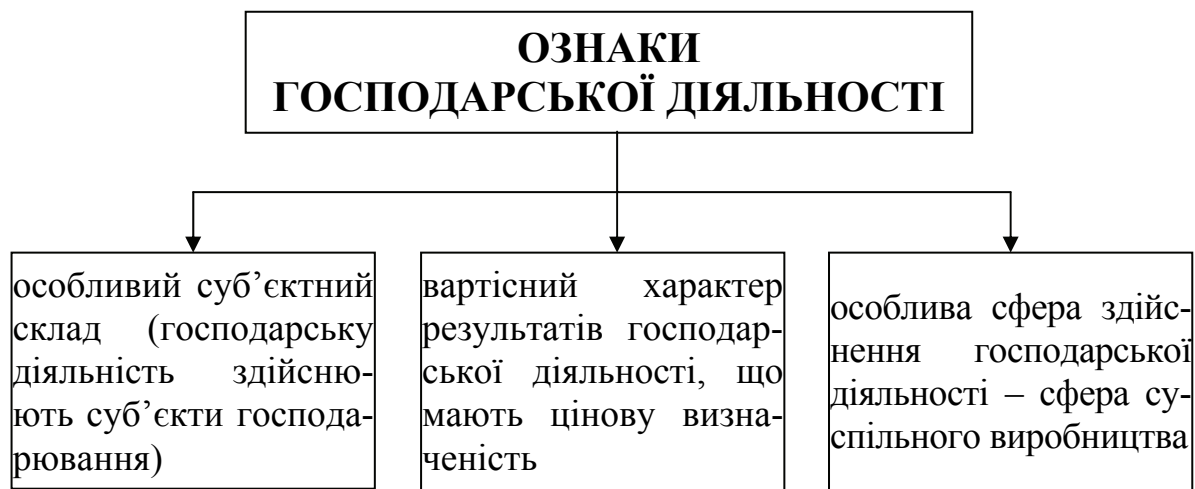 ОЗНАКИ
ГОСПОДАРСЬКОЇ ДІЯЛЬНОСТІ
особливий суб’єктний
склад (господарську
діяльність здійсню-
ють суб’єкти господа-
рювання)
вартісний характер
результатів господар-
ської діяльності, що
мають цінову визна-
ченість
особлива сфера здійс-
нення господарської
діяльності – сфера су-
спільного виробництва